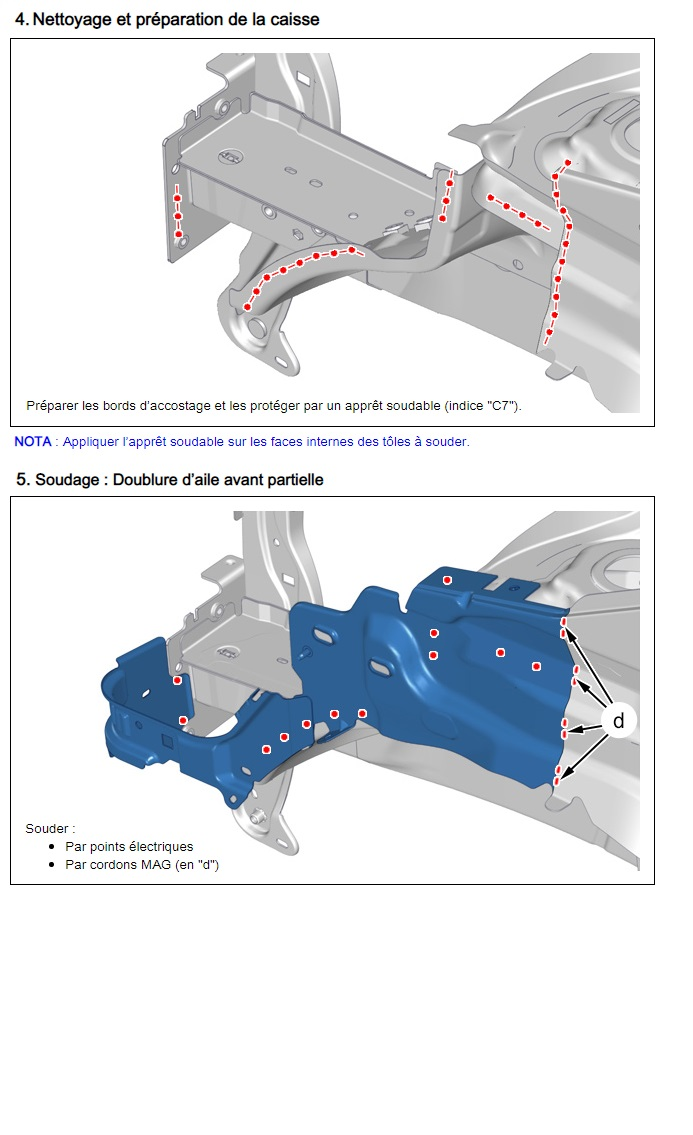 4. Nettoyage et préparation de la caisse
Préparer les bords d'accostage et les protéger par un apprêt soudable (indice "C7").
NOTA : Appliquer l'apprêt soudable sur les faces internes des tôles à souder.
5. Soudage : Doublure d'aile avant partielle
d
Souder :
• Par points électriques
• Par cordons MAG (en "d")